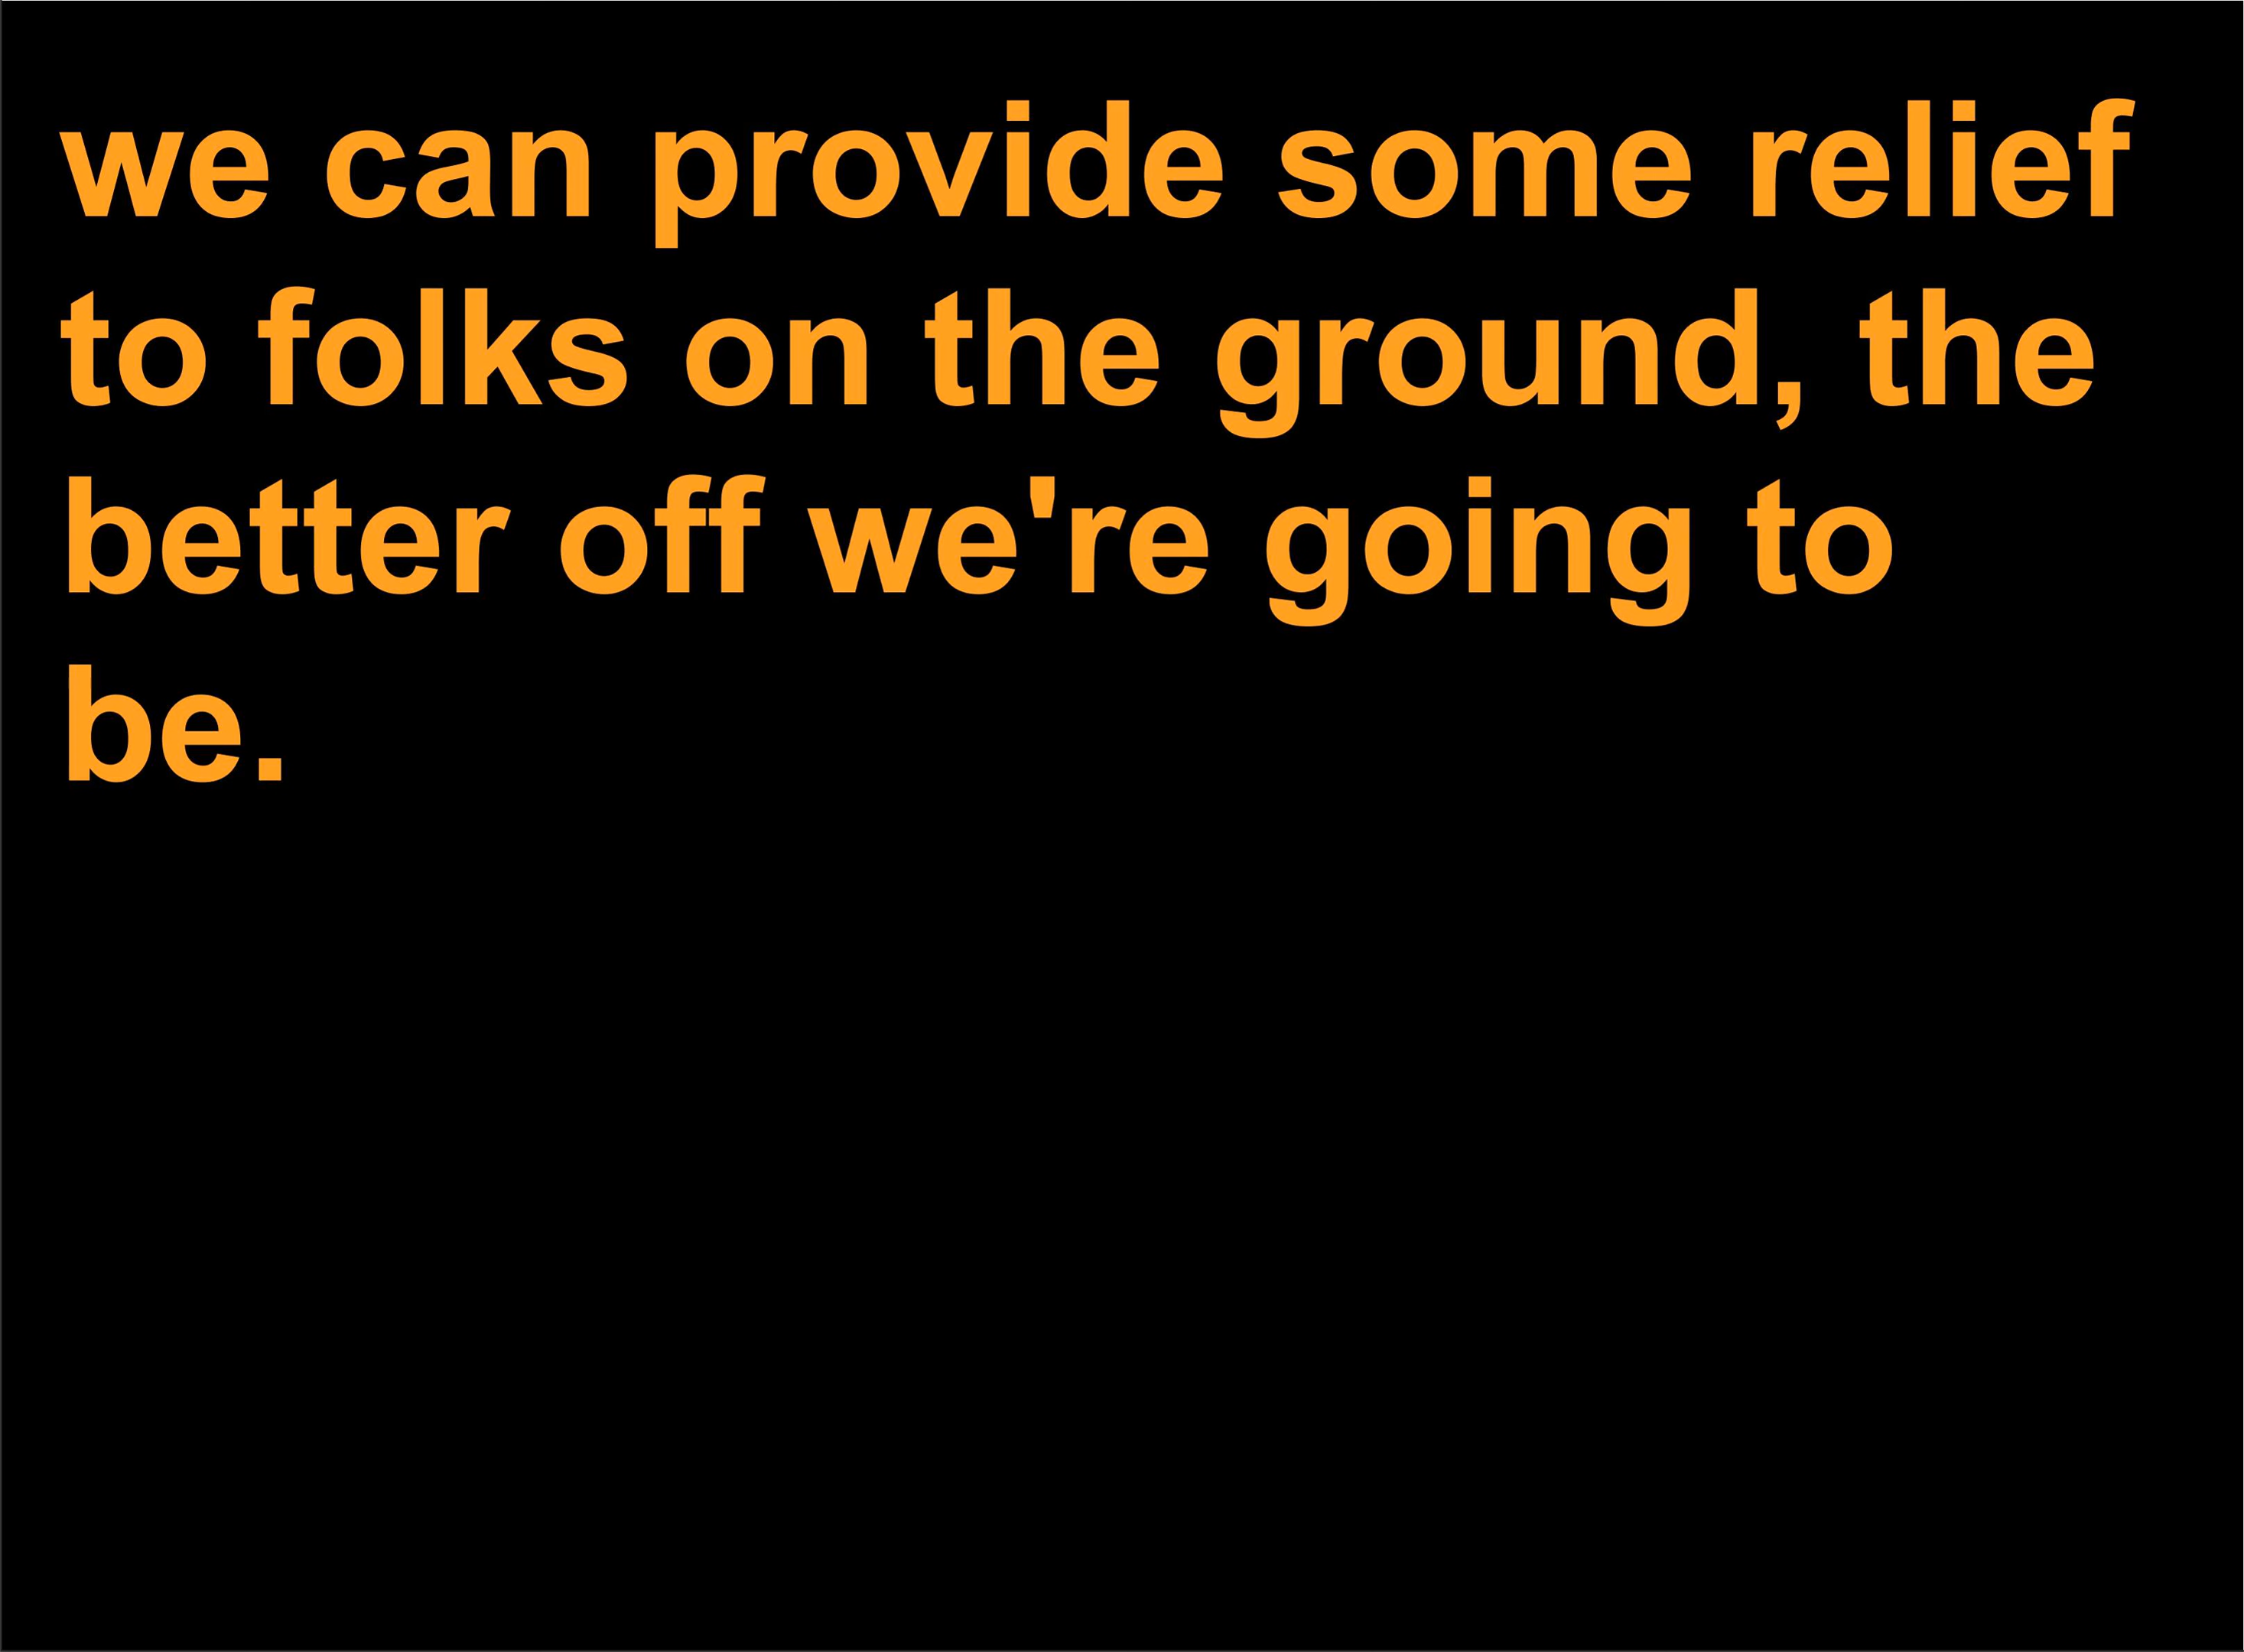 we can provide some relief
to folks on the ground, the
better off we're going to
be.